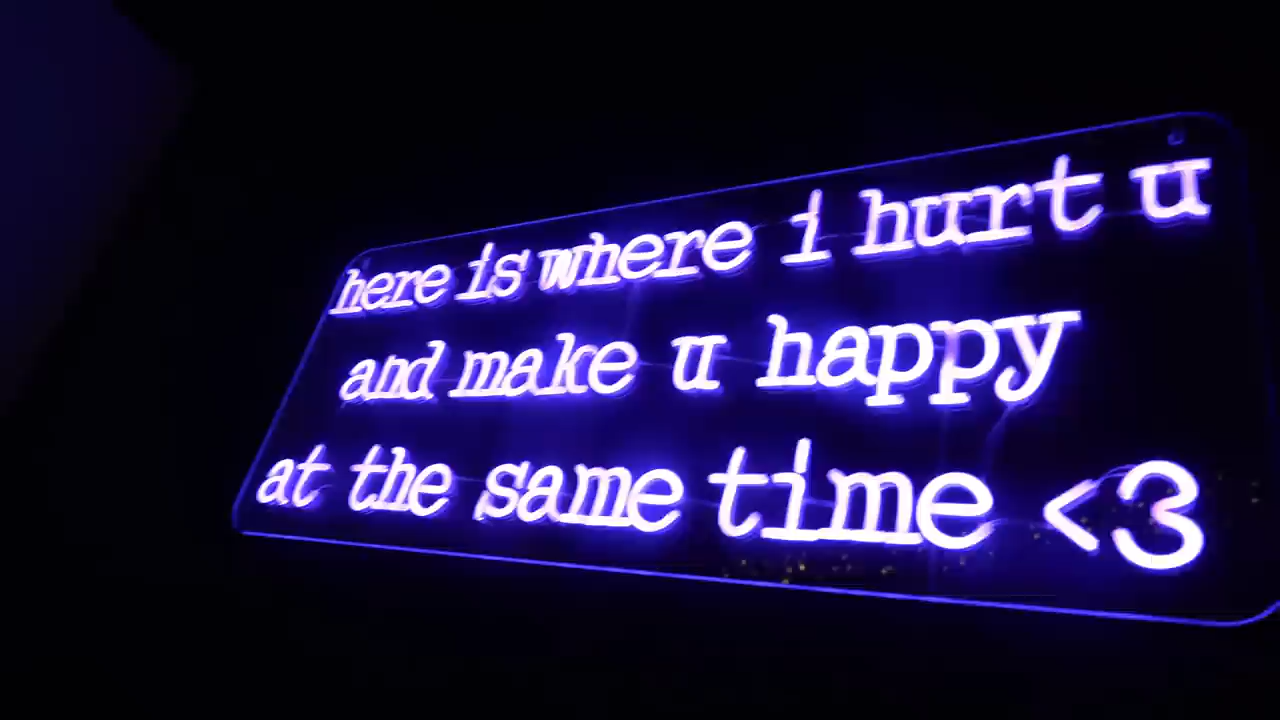 here is where i hurt u
and make u happy
at the same time <3